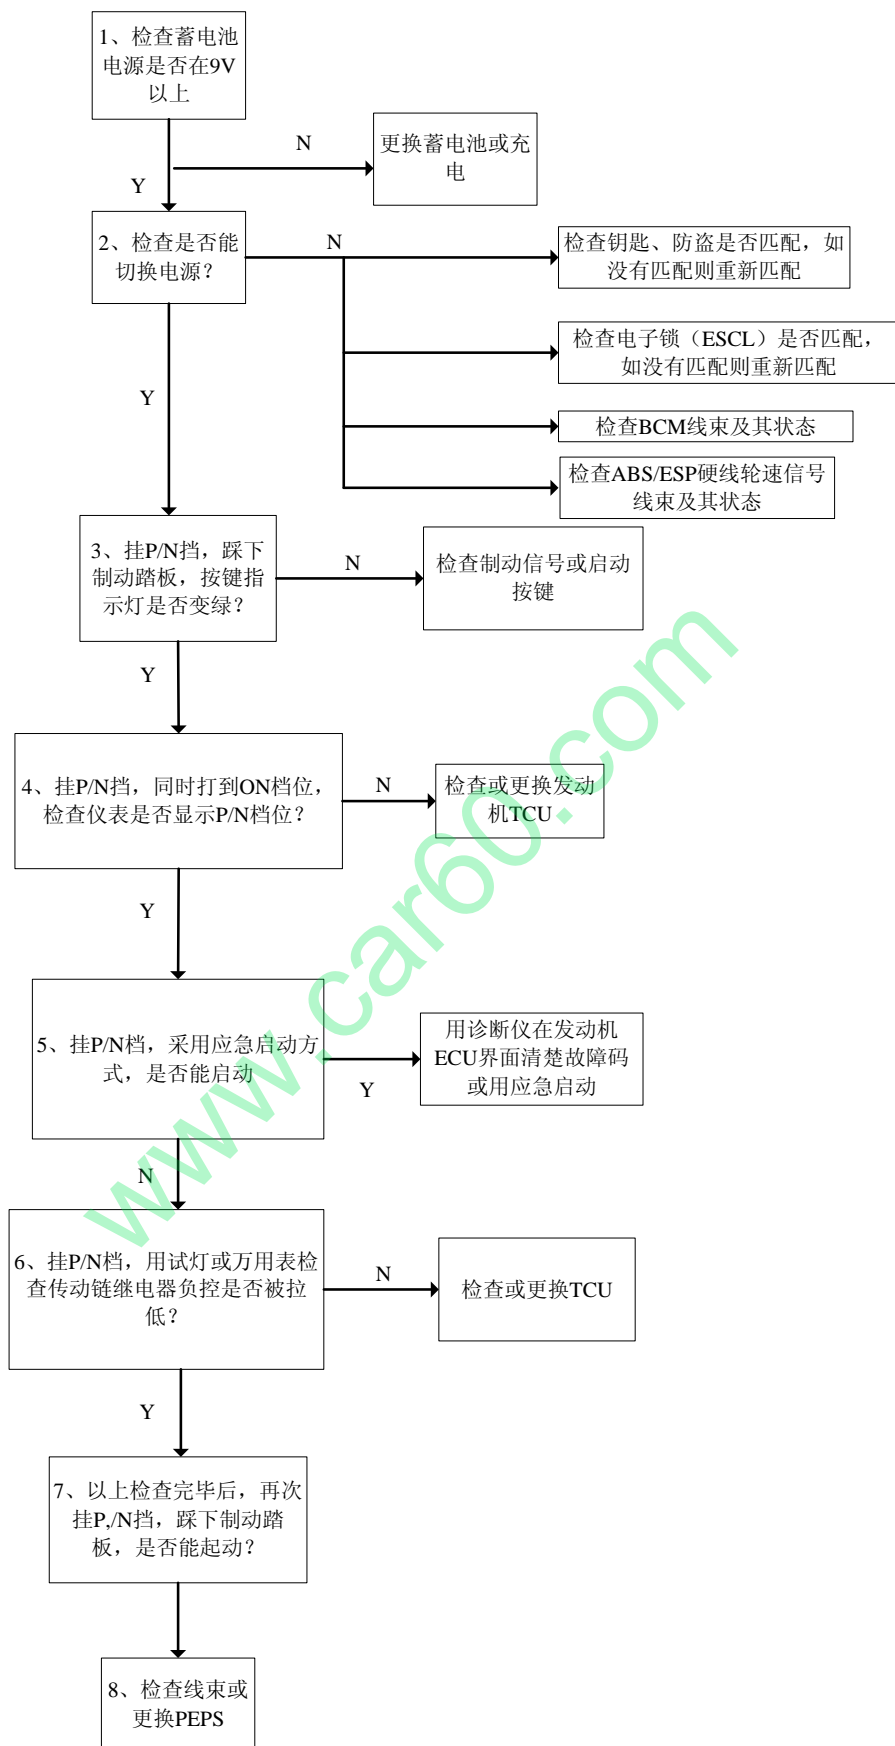 1、检查蓄电池
电源是否在9V
以上
N
更换蓄电池或充
电
Y
2、检查是否能
切换电源？
N
检查钥匙、防盗是否匹配，如
没有匹配则重新匹配
检查电子锁（ESCL）是否匹配，
如没有匹配则重新匹配
Y
检查BCM线束及其状态
检查ABS/ESP硬线轮速信号
线束及其状态
3、挂P/N挡，踩下
制动踏板，按键指
示灯是否变绿？
N
检查制动信号或启动
按键
Y
4、挂P/N挡，同时打到ON档位，
检查仪表是否显示P/N档位？
N
检查或更换发动
机TCU
Y
5、挂P/N档，采用应急启动方
式，是否能启动
Y
用诊断仪在发动机
ECU界面清楚故障码
或用应急启动
N
6、挂P/N档，用试灯或万用表检
查传动链继电器负控是否被拉
低？
N
检查或更换TCU
Y
7、以上检查完毕后，再次
挂P,/N挡，踩下制动踏
板，是否能起动？
8、检查线束或
更换PEPS
www.car60.com